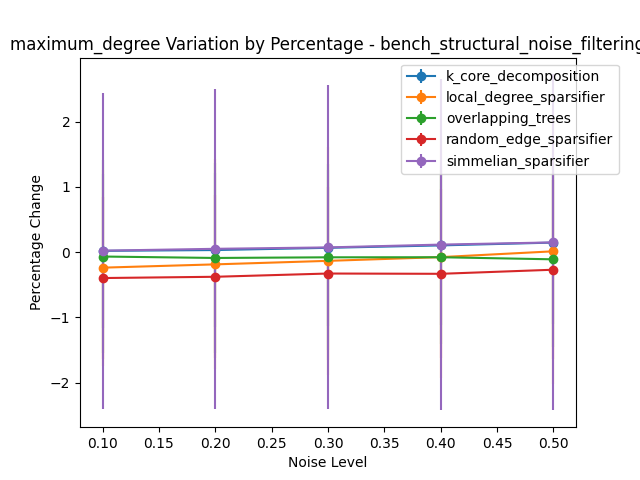 maximum_degree Variation by Percentage - bench_structural_noise_filtering
k_core_decomposition
local_degree_sparsifier
overlapping_trees
random_edge_sparsifier
simmelian_sparsifier
Percentage Change
2
1
0
−1
−2
0.10 0.15 0.20 0.25 0.30 0.35 0.40 0.45 0.50
Noise Level